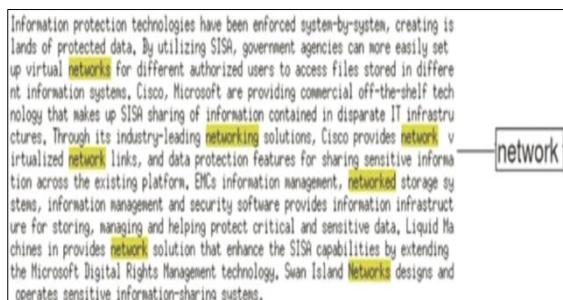 Information protection technologies have been enforced system-by-system, creating is
lands of protected data. By utilizing SISA, government agencies can more easily set
up virtual networks for different authorized users to access files stored in differe
nt information systems. Cisco, Microsoft are providing commercial off-the-shelf tech
nology that makes up SISA sharing of information contained in disparate IT infrastru
ctures. Through its industry-leading networking solutions, Cisco provides network v
irtualized network links, and data protection features for sharing sensitive informa
tion across the existing platform. EMCs information management, networked storage sy
stems, information management and security software provides information infrastruct
ure for storing, managing and helping protect critical and sensitive data. Liquid Ma
chines in provides network solution that enhance the SISA capabilities by extending
the Microsoft Digital Rights Management technology. Swan Island Networks designs and
operates sensitive information-sharing systems.
network